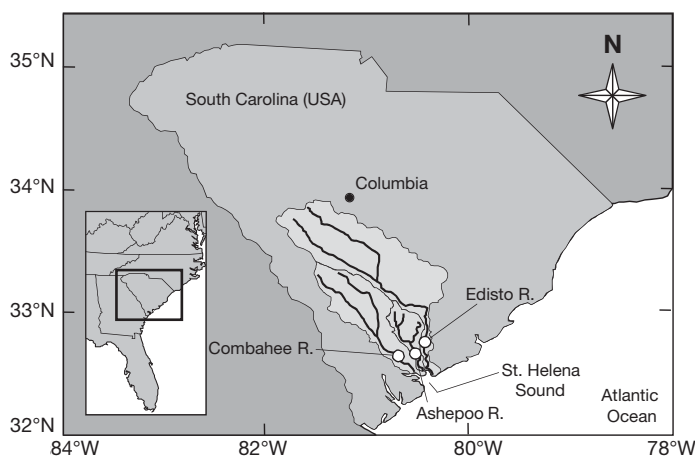 35°N
N
South Carolina (USA)
Columbia
34°N
33°N
Edisto R.
Combahee R.
St. Helena
Sound
Ashepoo R.
Atlantic
Ocean
32°N
84°W
82°W
80°W
78°W